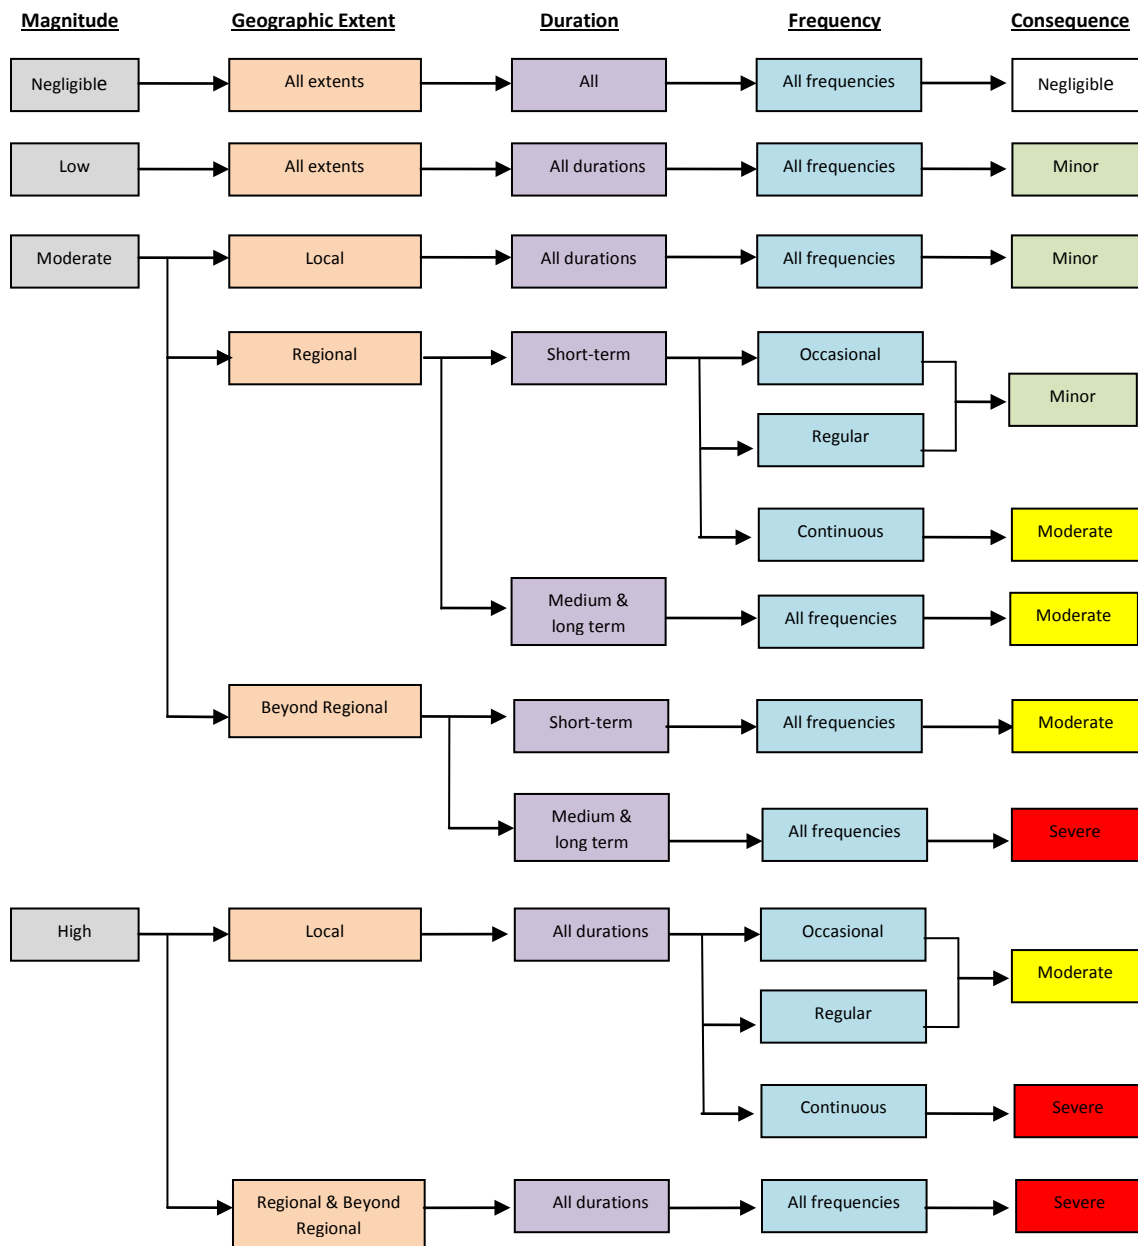 Magnitude
Geographic Extent
Duration
Frequency
Consequence
Negligible
All extents
All
All frequencies
Negligible
Low
All extents
All durations
All frequencies
Minor
Moderate
Local
All durations
All frequencies
Minor
Regional
Short-term
Occasional
Minor
Regular
Continuous
Moderate
Medium &
long term
All frequencies
Moderate
Beyond Regional
Short-term
All frequencies
Moderate
Medium &
long term
All frequencies
Severe
High
Local
All durations
Occasional
Moderate
Regular
Continuous
Severe
Regional & Beyond
Regional
All durations
All frequencies
Severe